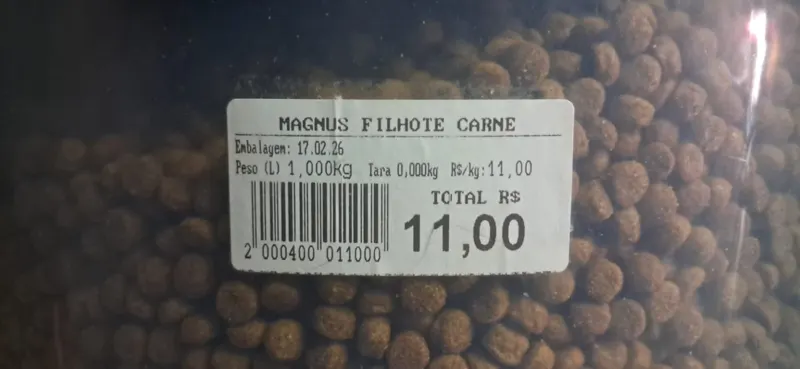 MAGNUS FILHOTE CARNE
Embalagem: 17.02.26
Peso (L) 1,000kg Tara 0,000kg R$/kg:11,00
TOTAL R$
11,00
2 000400 011000